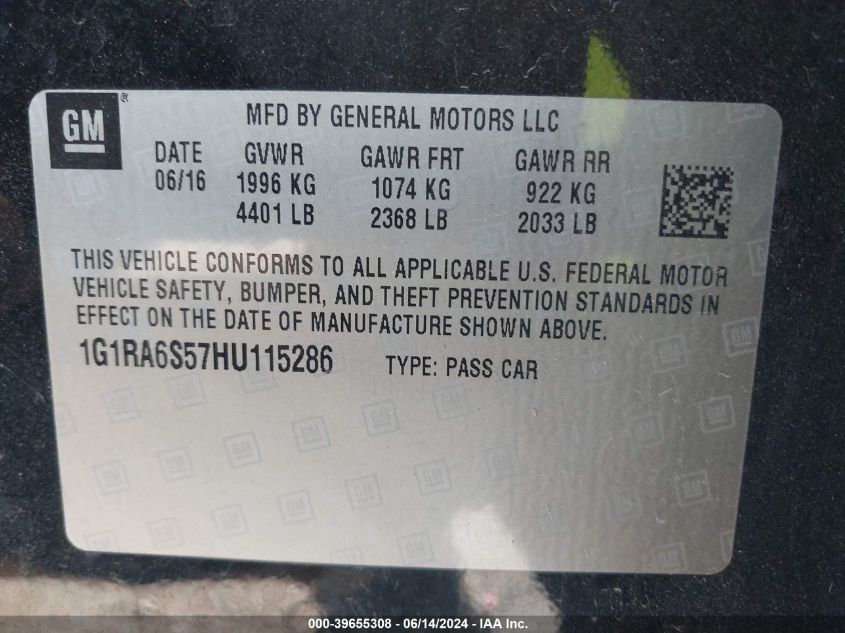 GM®
MFD BY GENERAL MOTORS LLC
DATE GVWR GAWR FRT GAWR RR
06/16 1996 KG 1074 KG 922 KG
4401 LB 2368 LB 2033 LB
THIS VEHICLE CONFORMS TO ALL APPLICABLE U.S. FEDERAL MOTOR
VEHICLE SAFETY, BUMPER, AND THEFT PREVENTION STANDARDS IN
EFFECT ON THE DATE OF MANUFACTURE SHOWN ABOVE.
1G1RA6S57HU115286 TYPE: PASS CAR
000-39655308 - 06/14/2024 - IAA Inc.